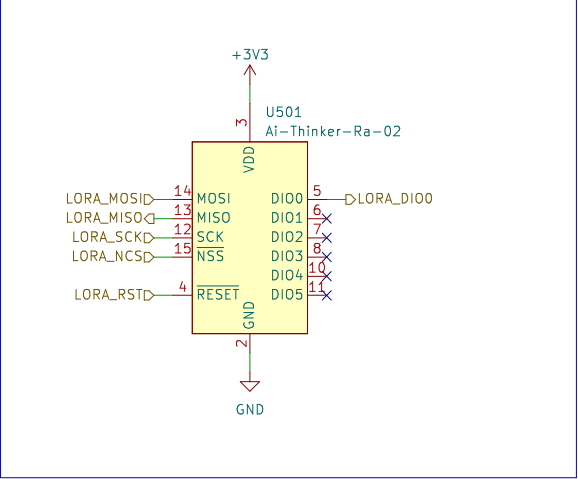 +3V3
U501
Ai-Thinker-Ra-02
3
VDD
LORA_MOSI 14 MOSI DIO0 5 LORA_DIO0
LORA_MISO 13 MISO DIO1 6
LORA_SCK 12 SCK DIO2 7
LORA_NCS 15 NSS DIO3 8
DIO4 10
LORA_RST 4 RESET DIO5 11
GND
2
GND